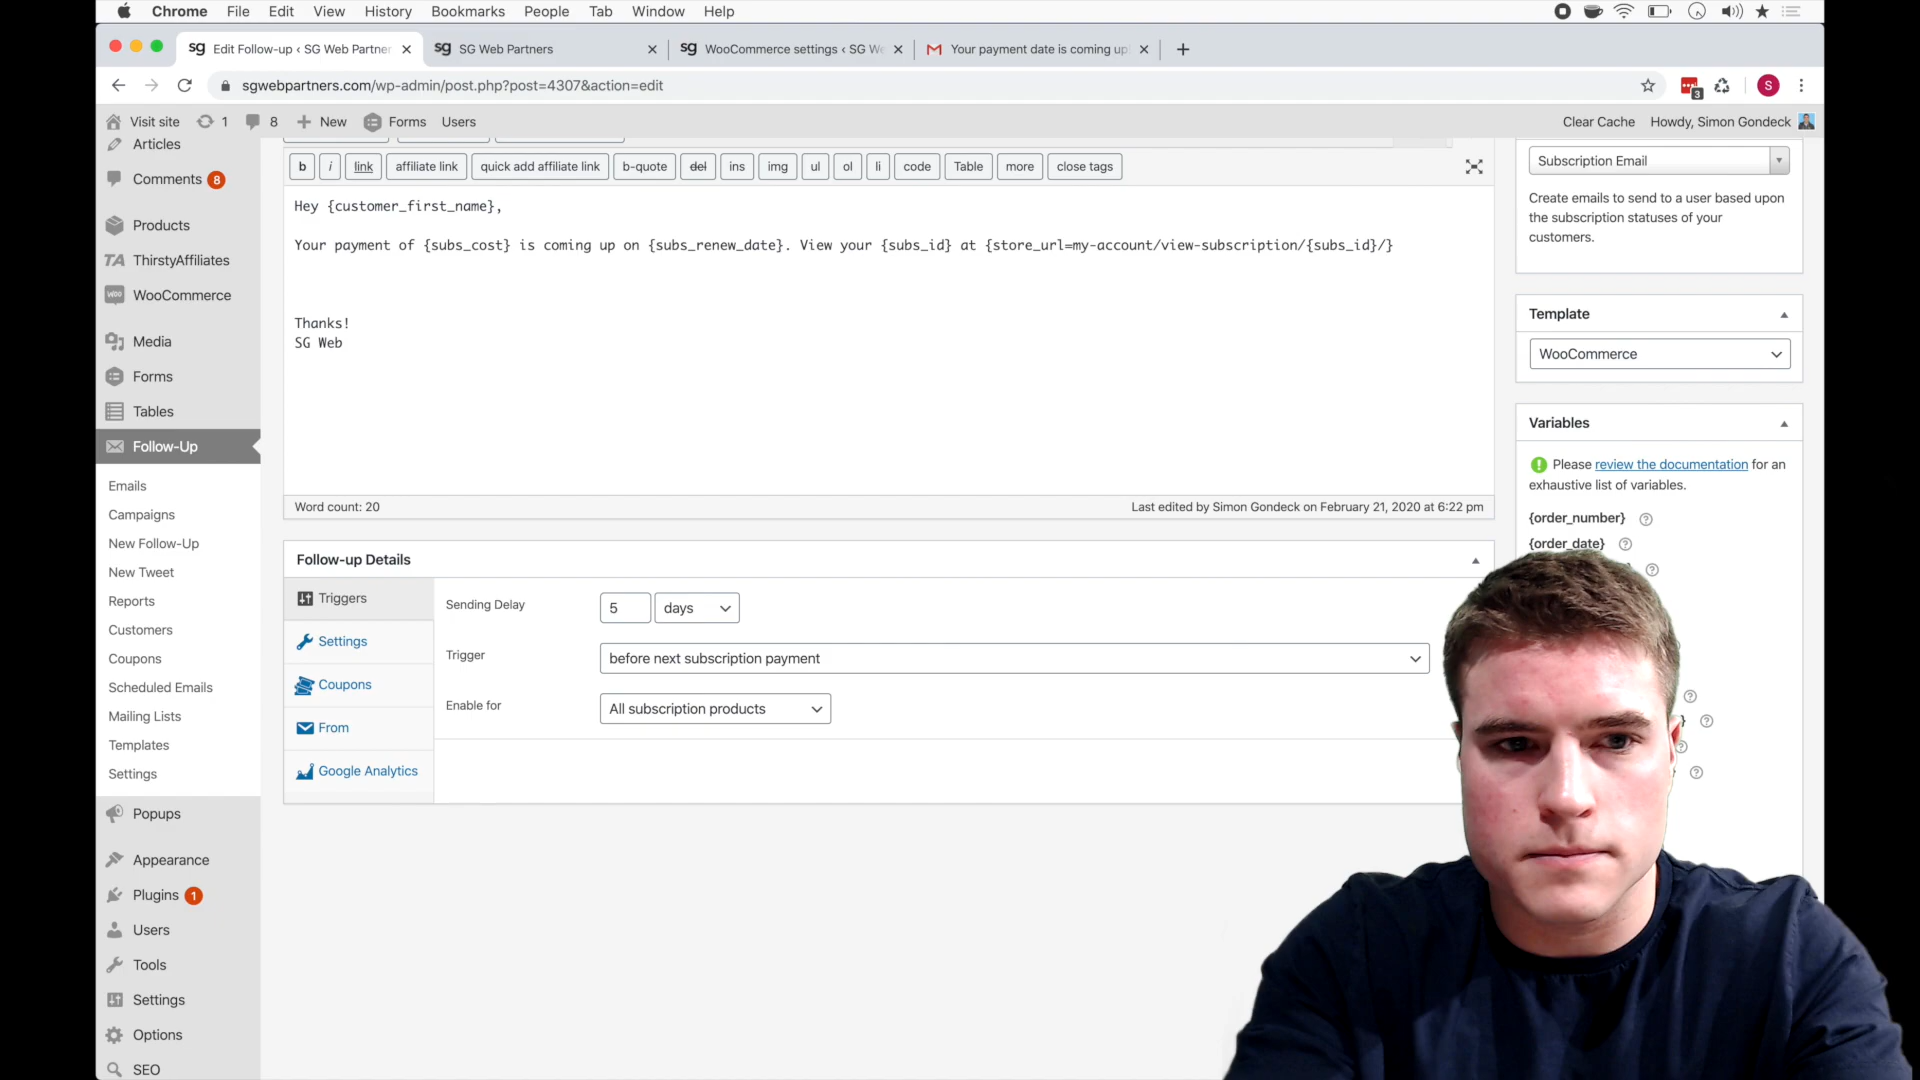 Chrome File Edit View History Bookmarks People Tab Window Help
sg Edit Follow-up ‹ SG Web Partner
sg SG Web Partners
sg WooCommerce settings ‹ SG We
Your payment date is coming up
sgwebpartners.com/wp-admin/post.php?post=4307&action=edit
3
S
Visit site 1 8 New Forms Users
Clear Cache Howdy, Simon Gondeck
Articles
Comments 8
Products
TA ThirstyAffiliates
Woo WooCommerce
Media
Forms
Tables
Follow-Up
Emails
Campaigns
New Follow-Up
New Tweet
Reports
Customers
Coupons
Scheduled Emails
Mailing Lists
Templates
Settings
Popups
Appearance
Plugins 1
Users
Tools
Settings
Options
SEO
b i link affiliate link quick add affiliate link b-quote del ins img ul ol li code Table more close tags
Hey {customer_first_name},
Your payment of {subs_cost} is coming up on {subs_renew_date}. View your {subs_id} at {store_url=my-account/view-subscription/{subs_id}/}
Thanks!
SG Web
Word count: 20
Last edited by Simon Gondeck on February 21, 2020 at 6:22 pm
Follow-up Details
Triggers
Settings
Coupons
From
Google Analytics
Sending Delay 5 days
Trigger before next subscription payment
Enable for All subscription products
Subscription Email
Create emails to send to a user based upon
the subscription statuses of your
customers.
Template
WooCommerce
Variables
Please review the documentation for an
exhaustive list of variables.
{order_number}
{order_date}